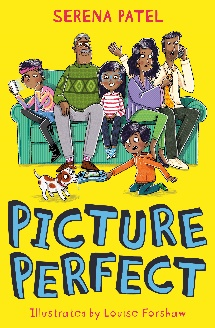 SERENA PATEL
PICTURE
PERFECT
Illustrated by Louise Forshaw